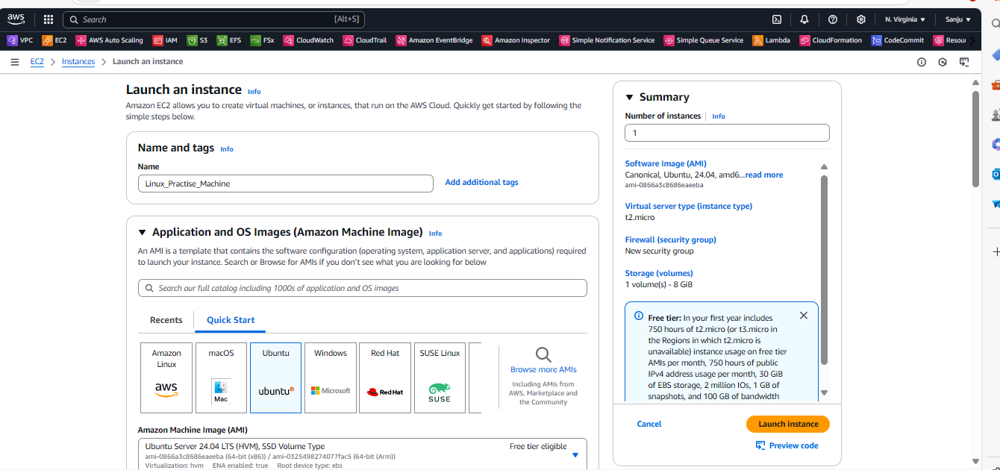 aws
Search
[Alt+S]
N. Virginia
Sanju
VPC
EC2
AWS Auto Scaling
IAM
S3
EFS
FSx
FSx
CloudWatch
CloudTrail
Amazon EventBridge
Amazon Inspector
Simple Notification Service
Simple Queue Service
Lambda
CloudFormation
CodeCommit
Resou
EC2
Instances
Launch an instance
Launch an instance Info
Amazon EC2 allows you to create virtual machines, or instances, that run on the AWS Cloud. Quickly get started by following the
simple steps below.
Name and tags Info
Name
Linux_Practise_Machine
Add additional tags
Application and OS Images (Amazon Machine Image) Info
An AMI is a template that contains the software configuration (operating system, application server, and applications) required
to launch your instance. Search or Browse for AMIs if you don't see what you are looking for below
Search our full catalog including 1000s of application and OS images
Recents
Quick Start
Amazon
Linux
aws
macOS
Mac
Ubuntu
ubuntu
Windows
Microsoft
Red Hat
Red Hat
SUSE Linux
SUSE
Browse more AMIs
Including AMIs from
AWS, Marketplace and
the Community
Amazon Machine Image (AMI)
Ubuntu Server 24.04 LTS (HVM), SSD Volume Type
Free tier eligible
ami-0866a3c8686eaeeba (64-bit (x86)) / ami-0325498274077fac5 (64-bit (Arm))
Virtualization: hvm ENA enabled: true Root device type: ebs
Summary
Number of instances
Info
1
Software Image (AMI)
Canonical, Ubuntu, 24.04, amd6...read more
ami-0866a3c8686eaeeba
Virtual server type (instance type)
t2.micro
Firewall (security group)
New security group
Storage (volumes)
1 volume(s) - 8 GiB
Free tier: In your first year includes
750 hours of t2.micro (or t3.micro in
the Regions in which t2.micro is
unavailable) instance usage on free tier
AMIs per month, 750 hours of public
IPv4 address usage per month, 30 GiB
of EBS storage, 2 million IOs, 1 GB of
snapshots, and 100 GB of bandwidth
Cancel
Launch instance
Preview code